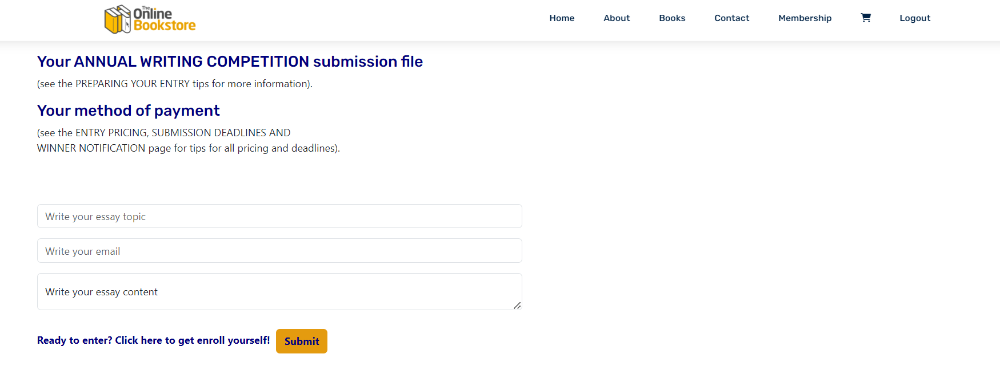 The
Online
Bookstore
Home About Books Contact Membership Logout
Your ANNUAL WRITING COMPETITION submission file
(see the PREPARING YOUR ENTRY tips for more information).
Your method of payment
(see the ENTRY PRICING, SUBMISSION DEADLINES AND
WINNER NOTIFICATION page for tips for all pricing and deadlines).
Write your essay topic
Write your email
Write your essay content
Ready to enter? Click here to get enroll yourself! Submit